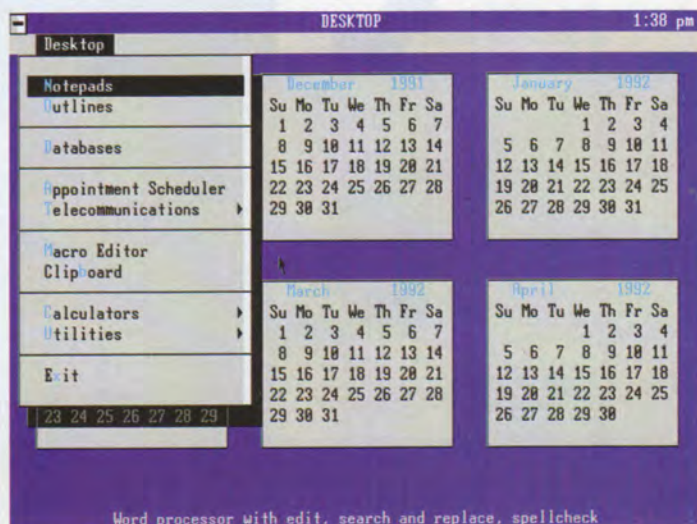 DESKTOP 1:38 pm
Desktop
Notepads
Outlines
Databases
Appointment Scheduler
Telecommunications
Macro Editor
Clipboard
Calculators
Utilities
Exit
23 24 25 26 27 28 29
December 1991
Su Mo Tu We Th Fr Sa
1 2 3 4 5 6 7
8 9 10 11 12 13 14
15 16 17 18 19 20 21
22 23 24 25 26 27 28
29 30 31
January 1992
Su Mo Tu We Th Fr Sa
1 2 3 4
5 6 7 8 9 10 11
12 13 14 15 16 17 18
19 20 21 22 23 24 25
26 27 28 29 30 31
March 1992
Su Mo Tu We Th Fr Sa
1 2 3 4 5 6 7
8 9 10 11 12 13 14
15 16 17 18 19 20 21
22 23 24 25 26 27 28
29 30 31
April 1992
Su Mo Tu We Th Fr Sa
1 2 3 4
5 6 7 8 9 10 11
12 13 14 15 16 17 18
19 20 21 22 23 24 25
26 27 28 29 30
Word processor with edit, search and replace, spellcheck